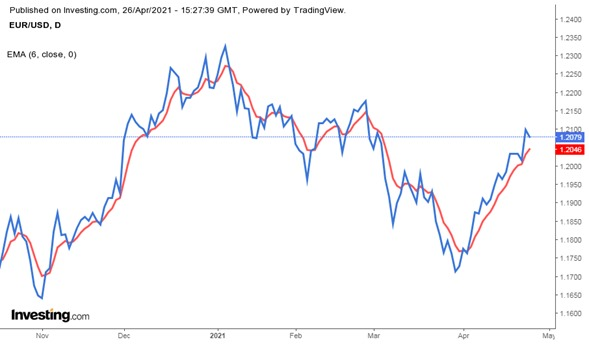 Published on Investing.com, 26/Apr/2021 - 15:27:39 GMT, Powered by TradingView.
EUR/USD, D
EMA (6, close, 0)
1.2400
1.2350
1.2300
1.2250
1.2200
1.2150
1.2100
1.2079
1.2046
1.2000
1.1950
1.1900
1.1850
1.1800
1.1750
1.1700
1.1650
1.1600
Investing.com
Nov
Dec
2021
Feb
Mar
Apr
May